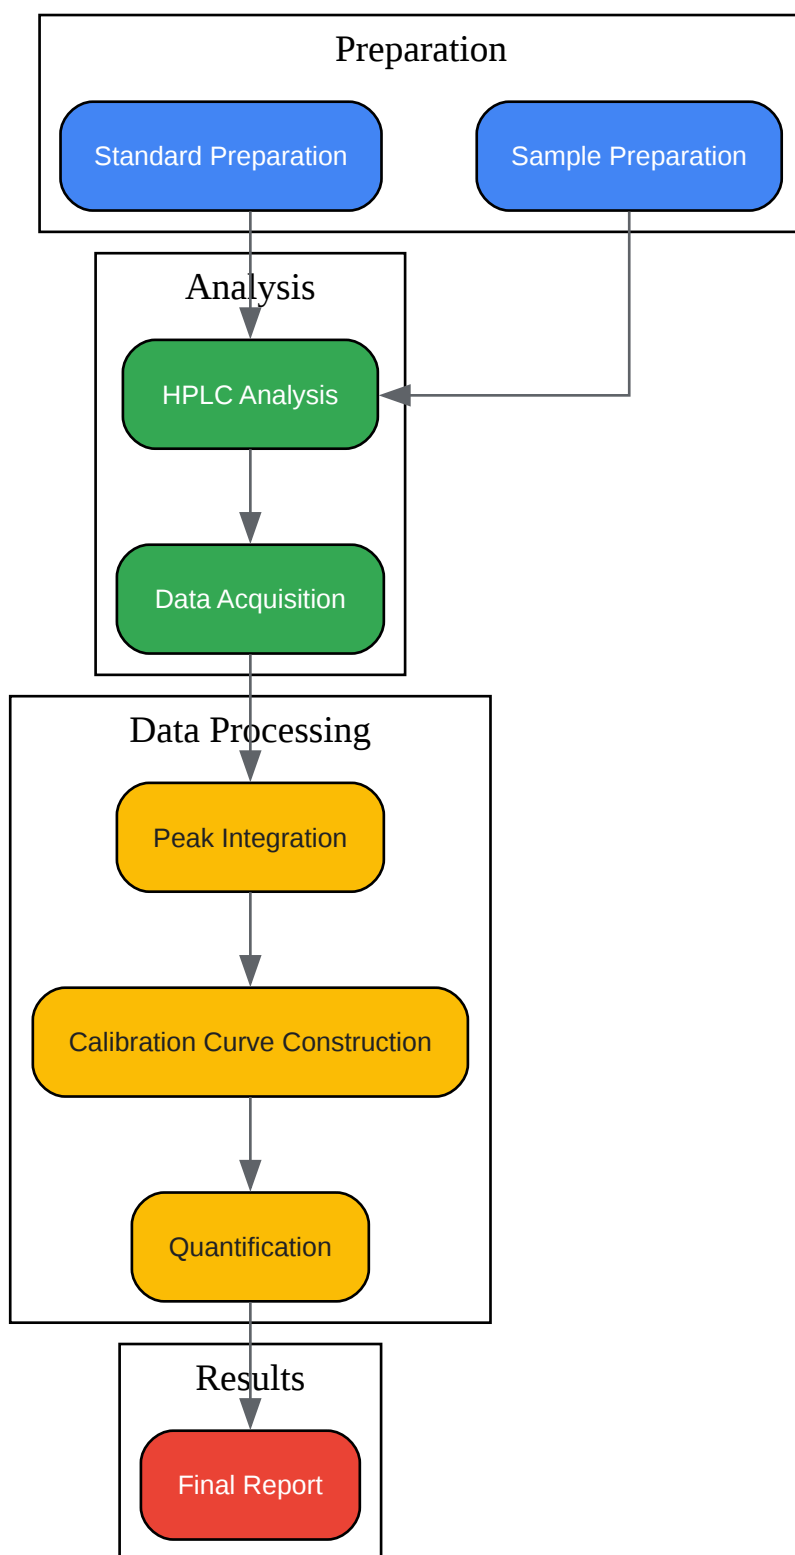 Preparation
Standard Preparation
Sample Preparation
Analysis
HPLC Analysis
Data Acquisition
Data Processing
Peak Integration
Calibration Curve Construction
Quantification
Results
Final Report